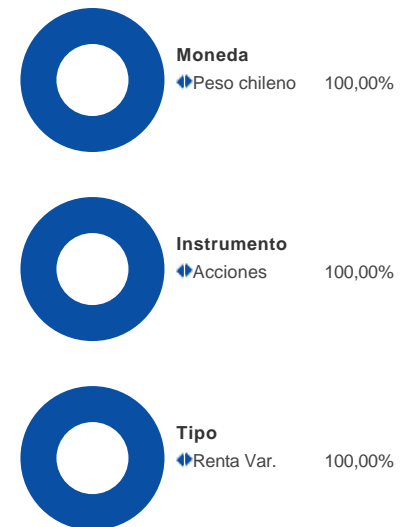 Moneda
Peso chileno 100,00%
Instrumento
Acciones 100,00%
Tipo
Renta Var. 100,00%